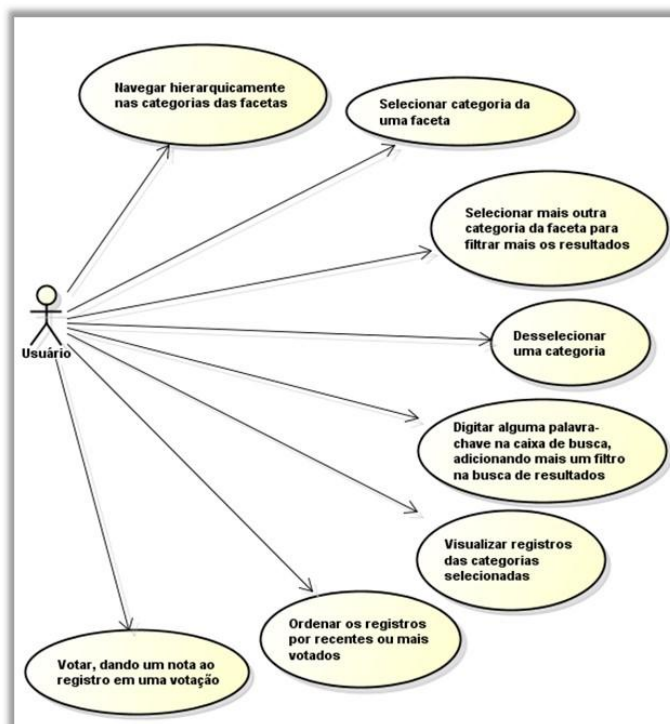 Navegar hierarquicamente
nas categorias das facetas
Selecionar categoria da
uma faceta
Selecionar mais outra
categoria da faceta para
filtrar mais os resultados
Usuário
Desselecionar
uma categoria
Digitar alguma palavra-
chave na caixa de busca,
adicionando mais um filtro
na busca de resultados
Visualizar registros
das categorias
selecionadas
Ordenar os registros
por recentes ou mais
votados
Votar, dando um nota ao
registro em uma votação